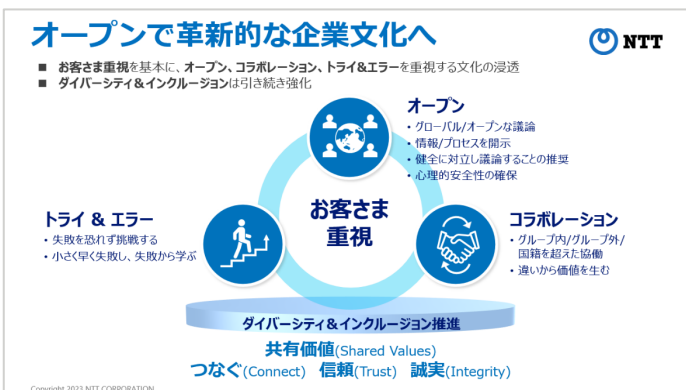 オープンで革新的な企業文化へ
NTT
■ お客さま重視を基本に、オープン、コラボレーション、トライ&エラーを重視する文化の浸透
■ ダイバーシティ&インクルージョンは引き続き強化
オープン
・グローバル/オープンな議論
・情報/プロセスを開示
・健全に対立し議論することの推奨
・心理的安全性の確保
お客さま
重視
トライ & エラー
・失敗を恐れず挑戦する
・小さく早く失敗し、失敗から学ぶ
コラボレーション
・グループ内/グループ外/
国籍を超えた協働
・違いから価値を生む
ダイバーシティ&インクルージョン推進
共有価値(Shared Values)
つなぐ(Connect) 信頼(Trust) 誠実(Integrity)
Copyright 2023 NTT CORPORATION